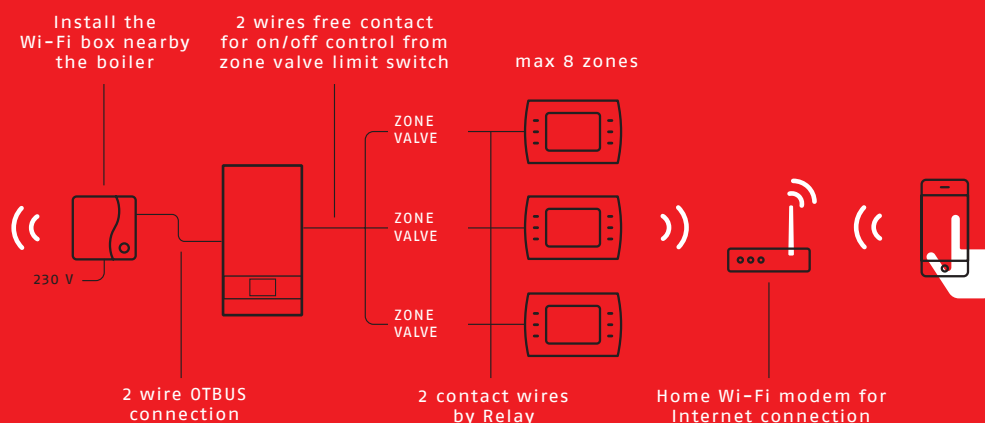 Install the
Wi-Fi box nearby
the boiler
2 wires free contact
for on/off control from
zone valve limit switch
max 8 zones
ZONE
VALVE
ZONE
VALVE
ZONE
VALVE
230 V
2 wire OTBUS
connection
2 contact wires
by Relay
Home Wi-Fi modem for
Internet connection